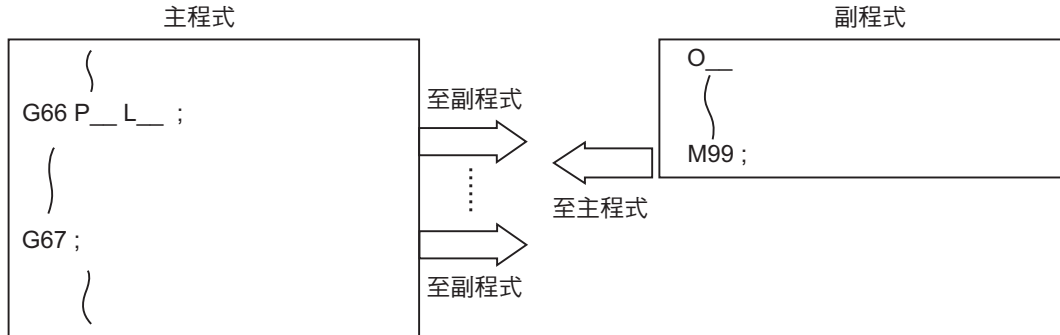 主程式
副程式
O__
G66 P__ L__ ;
至副程式
M99 ;
至主程式
G67 ;
至副程式